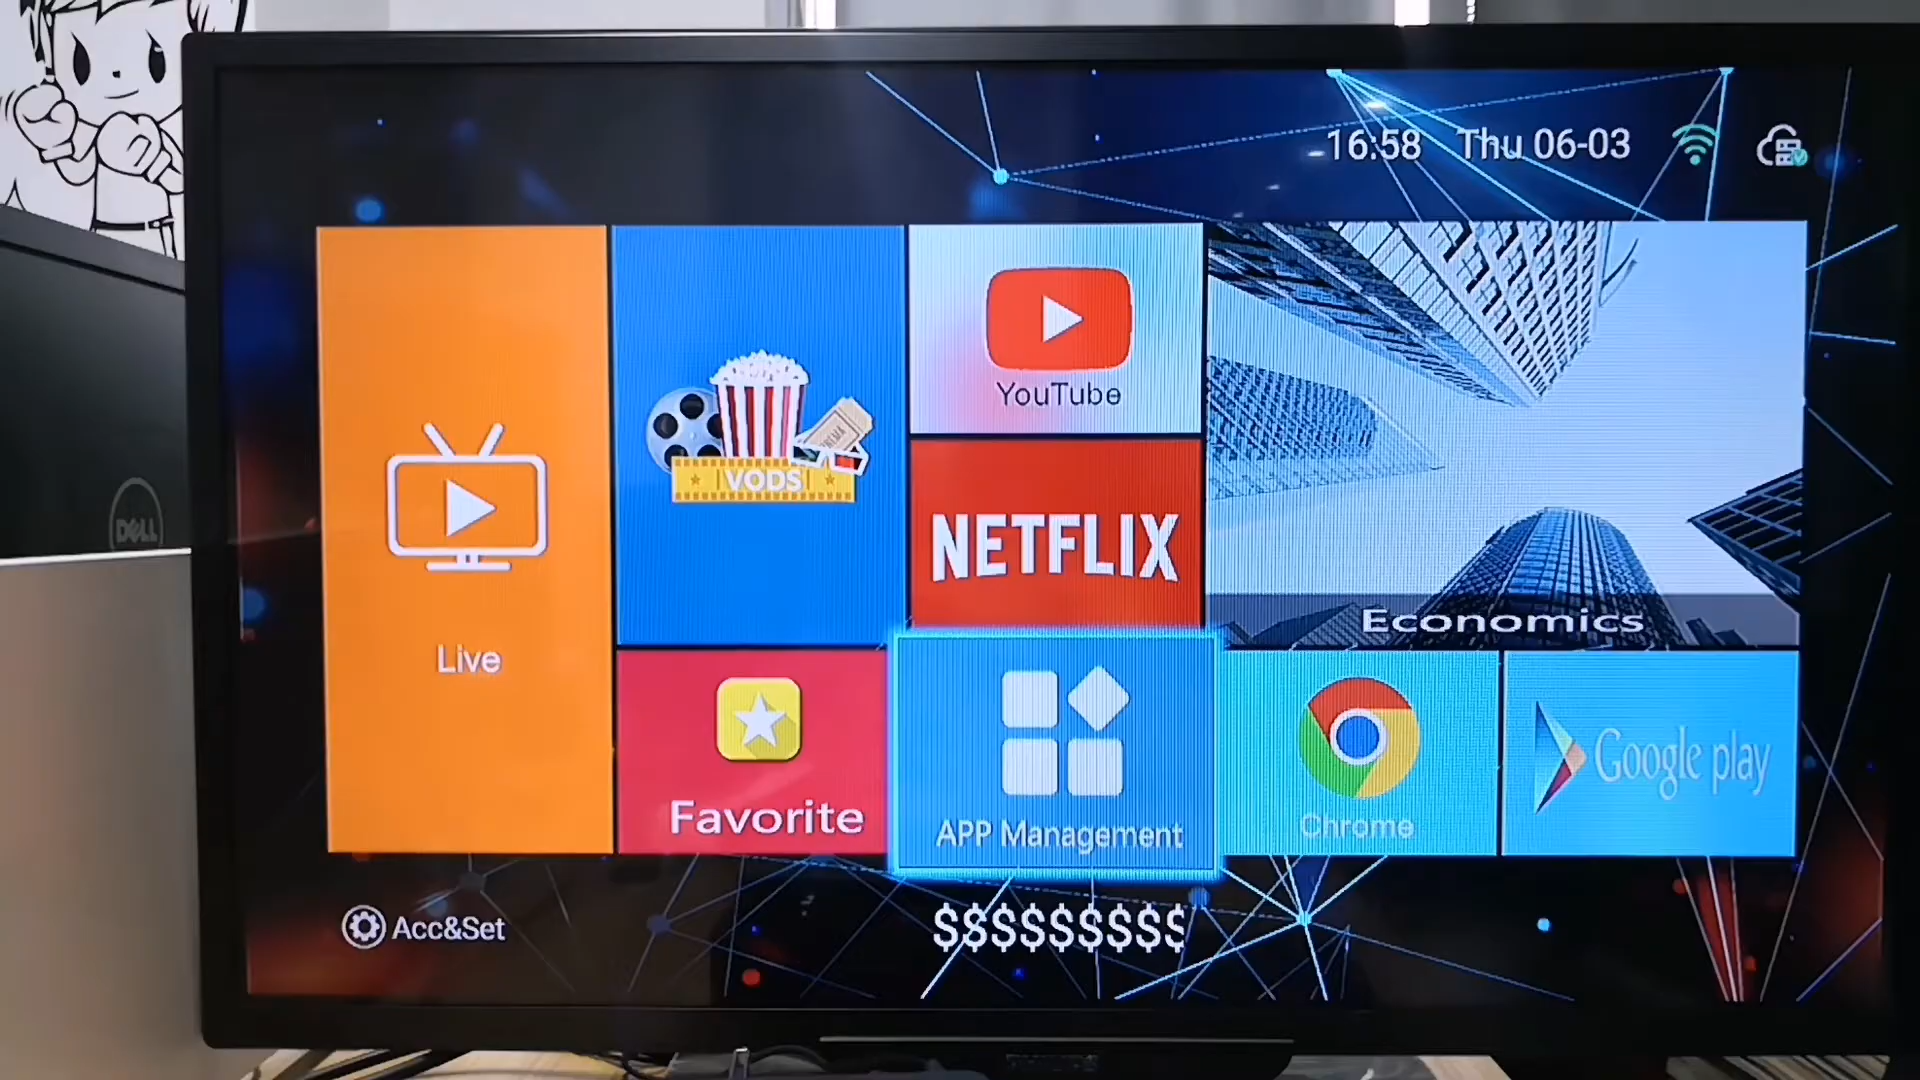 16:58 Thu 06-03
YouTube
VODS
CINEMA
NETFLIX
Economics
Live
Favorite
APP Management
Chrome
Google play
Acc&Set
$$$$$$$$$
DELL